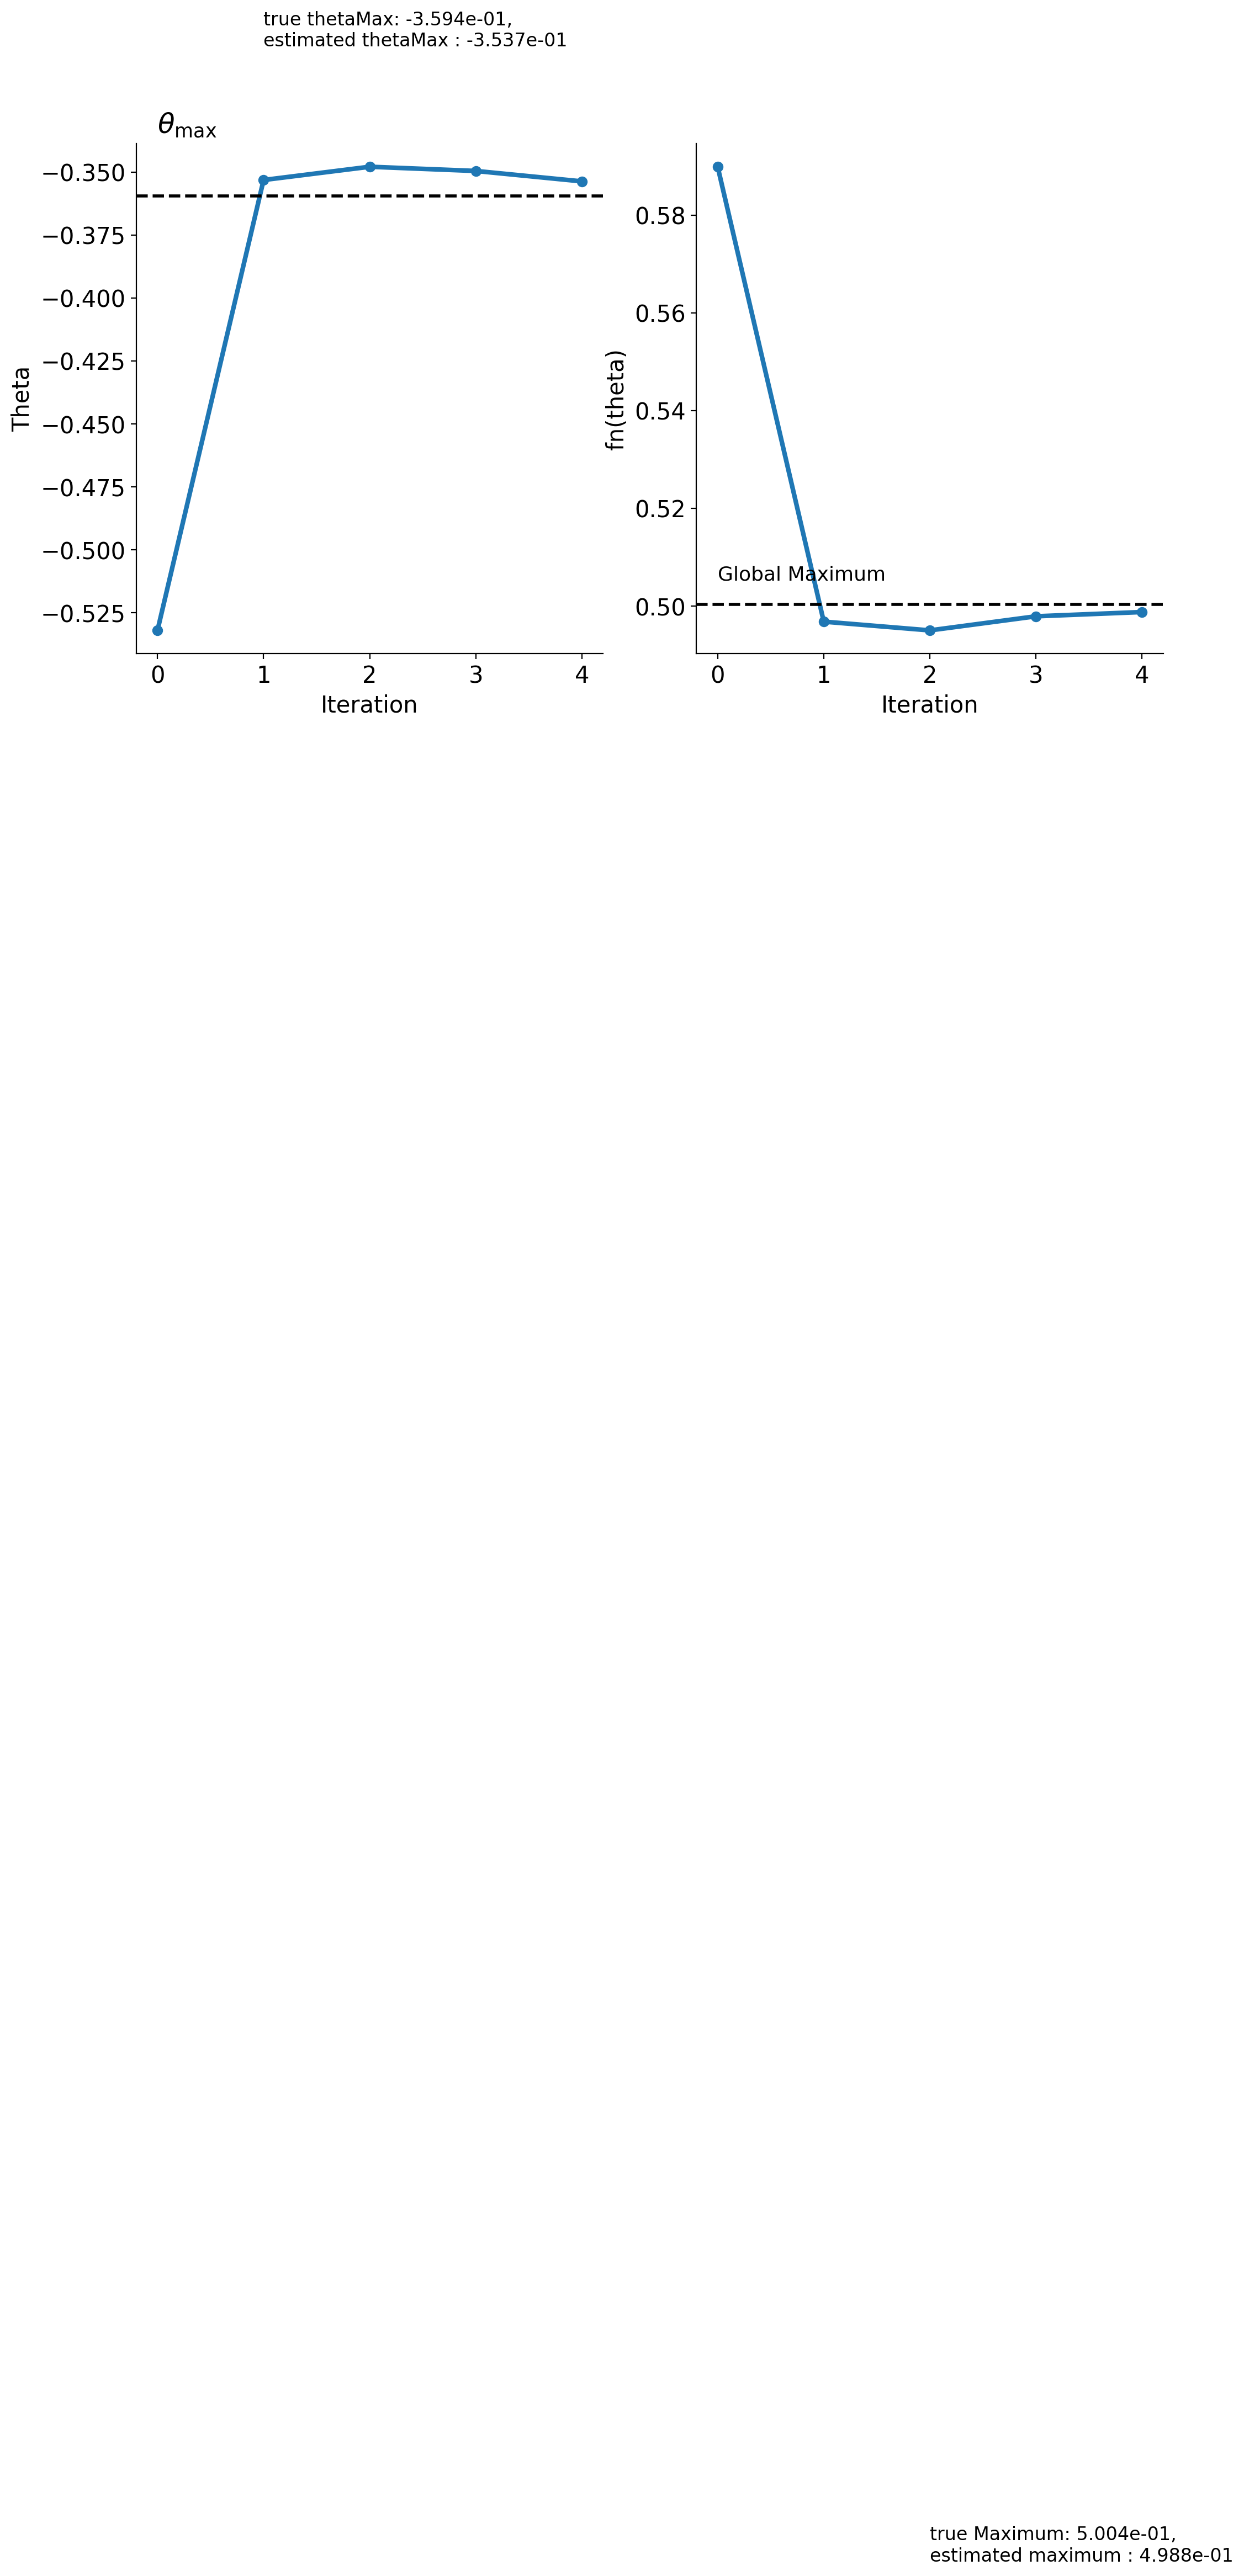 true thetaMax: -3.594e-01,
estimated thetaMax : -3.537e-01
θmax
−0.350
−0.375
−0.400
−0.425
−0.450
−0.475
−0.500
−0.525
Theta
0 1 2 3 4
Iteration
0.58
0.56
0.54
0.52
0.50
fn(theta)
Global Maximum
0 1 2 3 4
Iteration
true Maximum: 5.004e-01,
estimated maximum : 4.988e-01